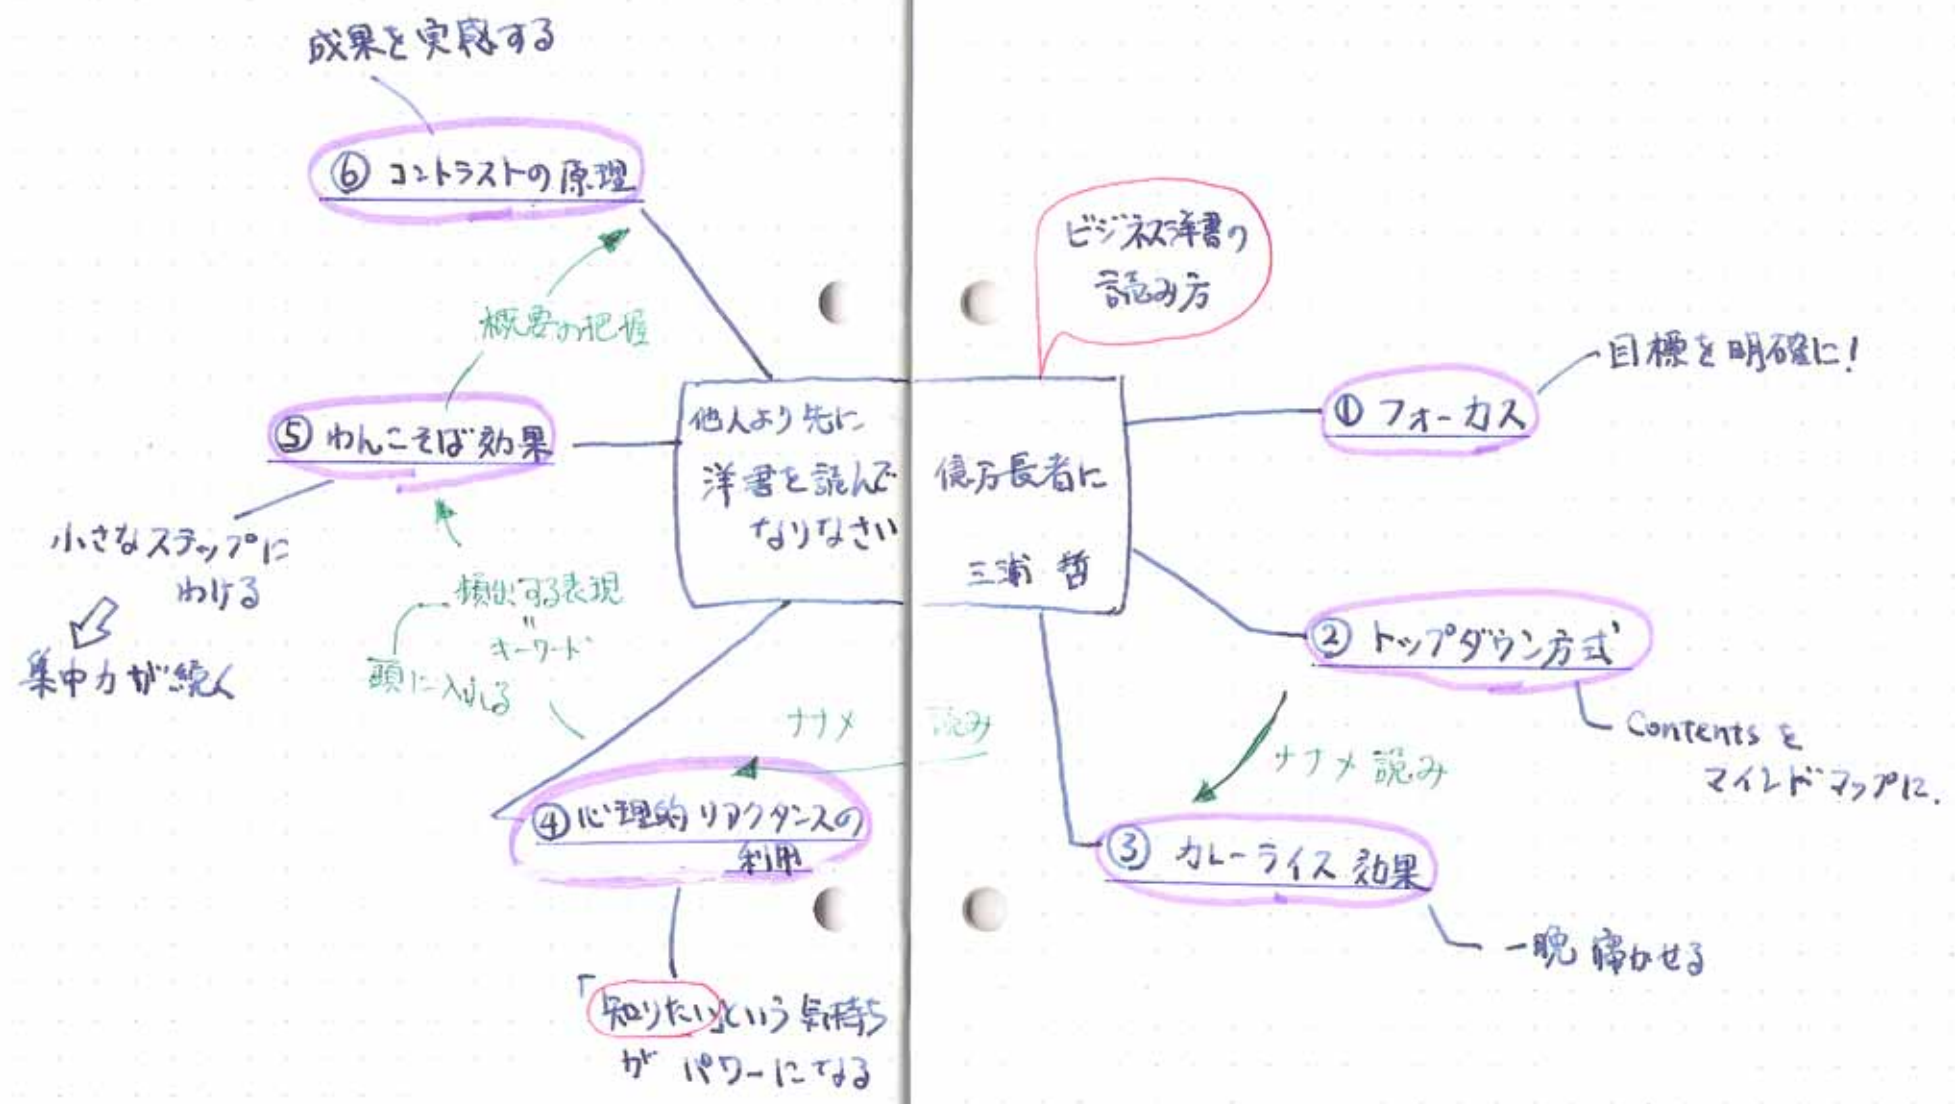 成果を実感する
⑥ コントラストの原理
ビジネス洋書の
読み方
概要の把握
目標を明確に!
① フォーカス
⑤ わんこそば効果
他人より先に
洋書を読んで 億万長者に
なりなさい
三浦 哲
小さなステップに
わける
集中力が続く
頻出する表現
〃
キーワード
頭に入れる
② トップダウン方式
Contents を
マインドマップに.
ナナメ 読み
ナナメ 読み
④ 心理的リアクタンスの
利用
③ カレーライス 効果
一晩 寝かせる
「知りたい」という気持ち
が パワーになる